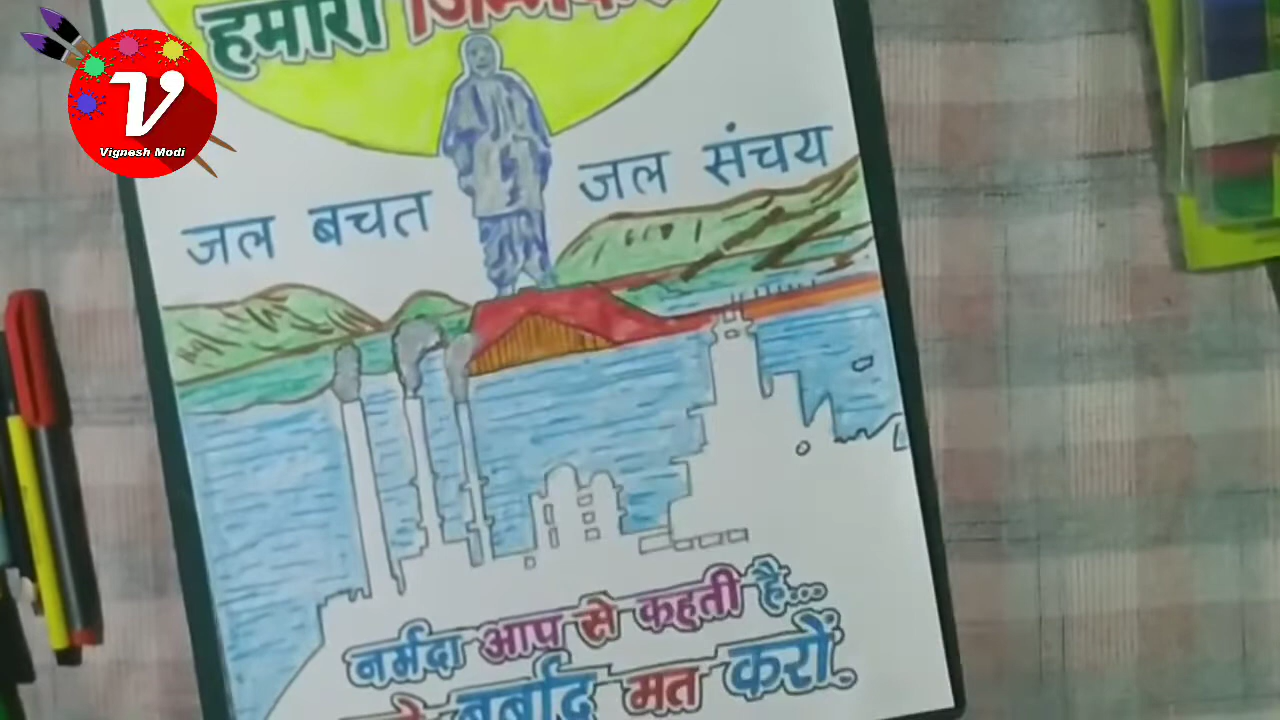 हमारी
Vignesh Modi
जल बचत
जल संचय
नर्मदा आप से कहती है...
बर्बाद मत करों.